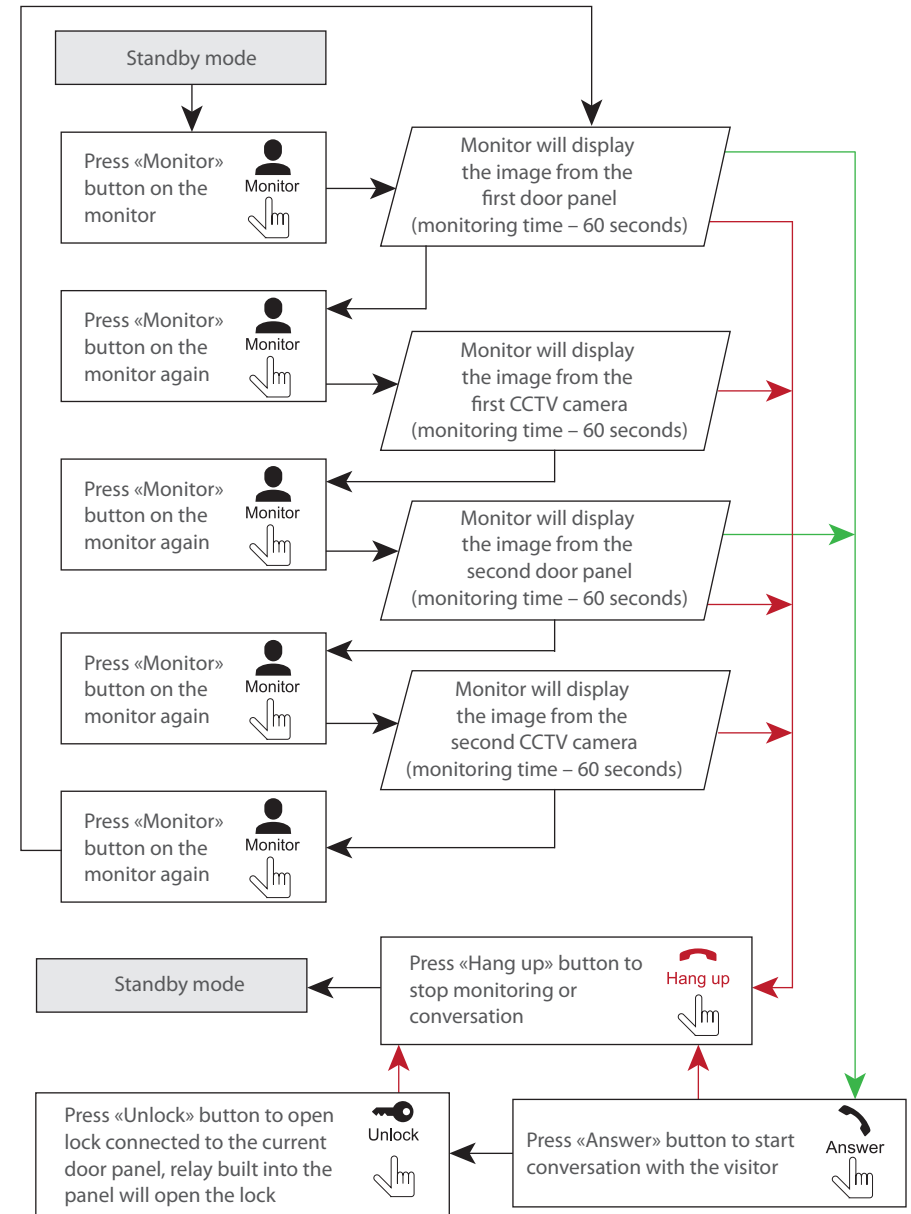 Standby mode
Press «Monitor»
button on the
monitor
Monitor
Monitor will display
the image from the
first door panel
(monitoring time – 60 seconds)
Press «Monitor»
button on the
monitor again
Monitor
Monitor will display
the image from the
first CCTV camera
(monitoring time – 60 seconds)
Press «Monitor»
button on the
monitor again
Monitor
Monitor will display
the image from the
second door panel
(monitoring time – 60 seconds)
Press «Monitor»
button on the
monitor again
Monitor
Monitor will display
the image from the
second CCTV camera
(monitoring time – 60 seconds)
Press «Monitor»
button on the
monitor again
Monitor
Standby mode
Press «Hang up» button to
stop monitoring or
conversation
Hang up
Press «Unlock» button to open
lock connected to the current
door panel, relay built into the
panel will open the lock
Unlock
Press «Answer» button to start
conversation with the visitor
Answer